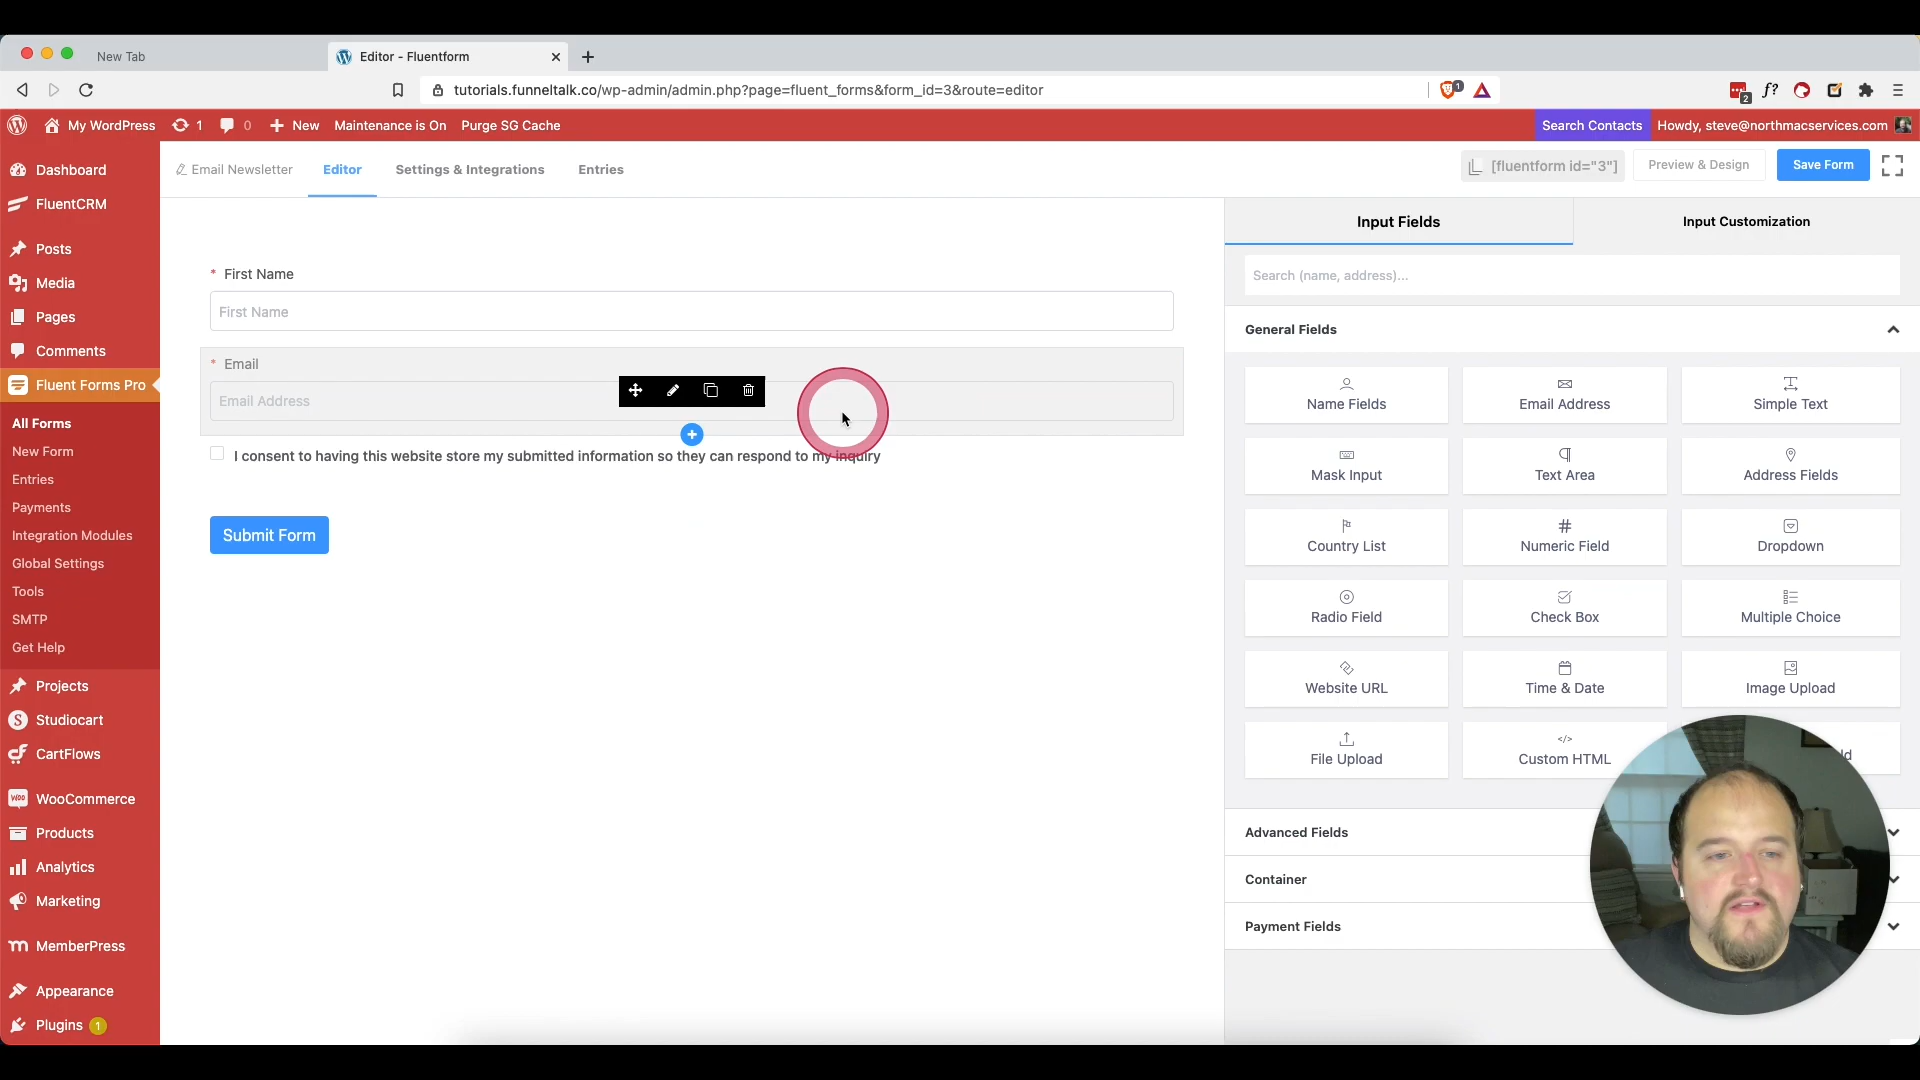 New Tab
Editor - Fluentform
tutorials.funneltalk.co/wp-admin/admin.php?page=fluent_forms&form_id=3&route=editor
1
2
f?
My WordPress
1
0
New
Maintenance is On
Purge SG Cache
Search Contacts
Howdy, steve@northmacservices.com
Dashboard
FluentCRM
Posts
Media
Pages
Comments
Fluent Forms Pro
All Forms
New Form
Entries
Payments
Integration Modules
Global Settings
Tools
SMTP
Get Help
Projects
Studiocart
CartFlows
WooCommerce
Products
Analytics
Marketing
MemberPress
Appearance
Plugins 1
Email Newsletter
Editor
Settings & Integrations
Entries
[fluentform id="3"]
Preview & Design
Save Form
* First Name
First Name
* Email
Email Address
I consent to having this website store my submitted information so they can respond to my inquiry
Submit Form
Input Fields
Input Customization
Search (name, address)...
General Fields
Name Fields
Email Address
Simple Text
Mask Input
Text Area
Address Fields
Country List
Numeric Field
Dropdown
Radio Field
Check Box
Multiple Choice
Website URL
Time & Date
Image Upload
File Upload
Custom HTML
Advanced Fields
Container
Payment Fields